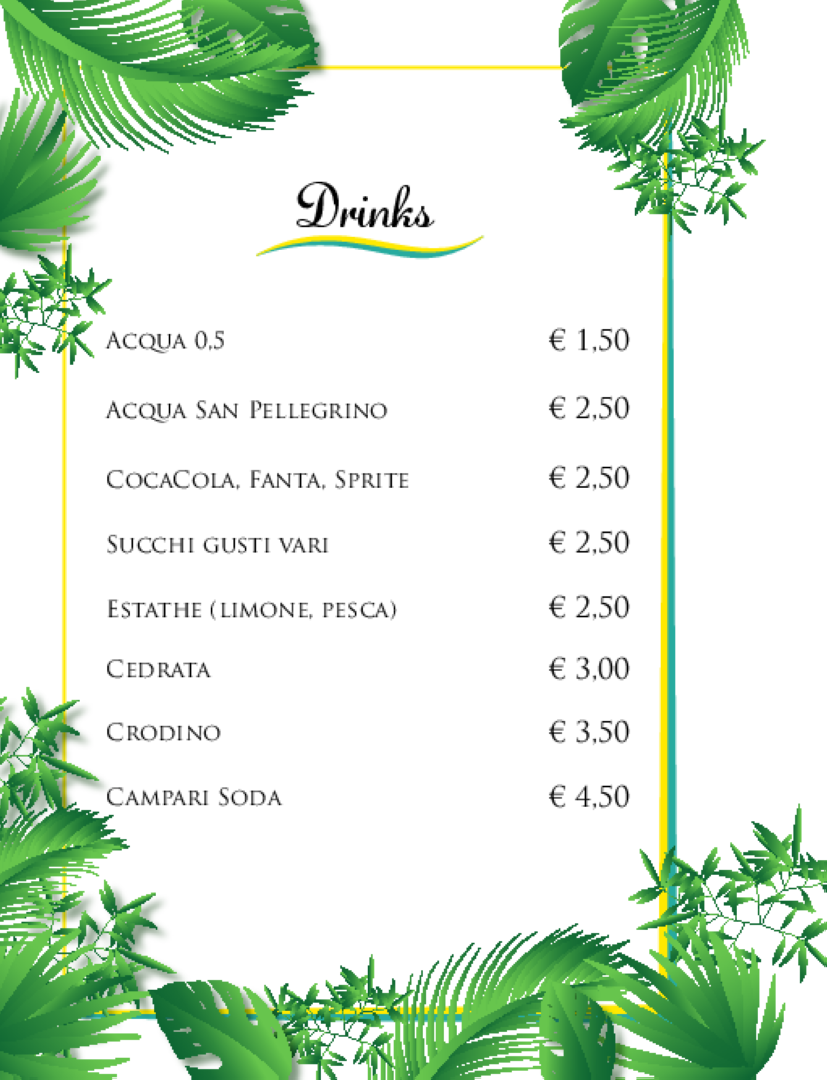 Drinks
Acqua 0,5 € 1,50
Acqua San Pellegrino € 2,50
CocaCola, Fanta, Sprite € 2,50
Succhi gusti vari € 2,50
Estathe (limone, pesca) € 2,50
Cedrata € 3,00
Crodino € 3,50
Campari Soda € 4,50